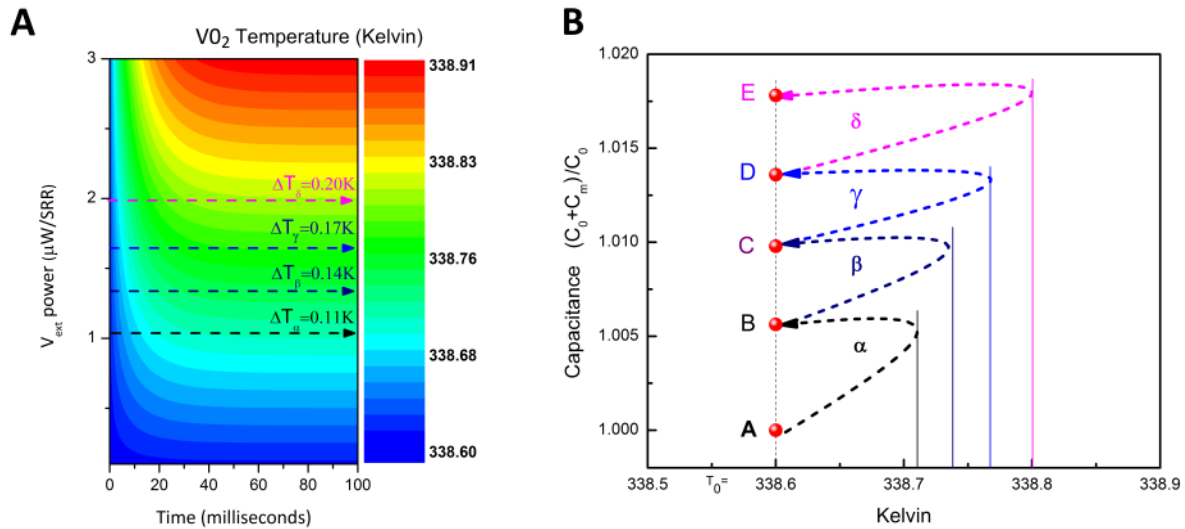 A
VO₂ Temperature (Kelvin)
3
2
1
V_ext power (μW/SRR)
ΔT_δ=0.20K
ΔT_γ=0.17K
ΔT_β=0.14K
ΔT_α=0.11K
0 20 40 60 80 100
Time (milliseconds)
338.91
338.83
338.76
338.68
338.60
B
1.020
1.015
1.010
1.005
1.000
Capacitance (C₀+C_m)/C₀
E
δ
D
γ
C
β
B
α
A
338.5 T₀= 338.6 338.7 338.8 338.9
Kelvin